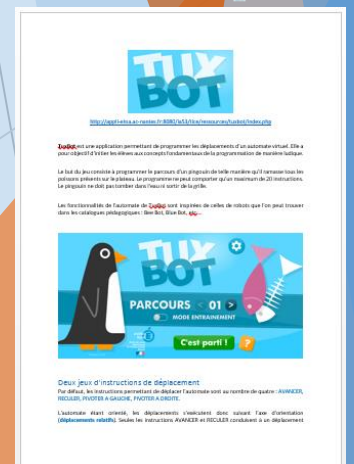 TUX
BOT
http://appli-etna.ac-nantes.fr:8080/ia53/tice/ressources/tuxbot/index.php
TuxBot est une application permettant de programmer les déplacements d'un automate virtuel. Elle a
pour objectif d'initier les élèves aux concepts fondamentaux de la programmation de manière ludique.
Le but du jeu consiste à programmer le parcours d'un pingouin de telle manière qu'il ramasse tous les
poissons présents sur le plateau. Le programme ne peut comporter qu'un maximum de 20 instructions.
Le pingouin ne doit pas tomber dans l'eau ni sortir de la grille.
Les fonctionnalités de l'automate de TuxBot sont inspirées de celles de robots que l'on peut trouver
dans les catalogues pédagogiques : Bee Bot, Blue Bot,
TUX
BOT
PARCOURS < 01 >
MODE ENTRAINEMENT
C'est parti ! ?
Deux jeux d'instructions de déplacement
Par défaut, les instructions permettant de déplacer l'automate sont au nombre de quatre : AVANCER,
RECULER, PIVOTER A GAUCHE, PIVOTER A DROITE.
L'automate étant orienté, les déplacements s'exécutent donc suivant l'axe d'orientation
(déplacements relatifs). Seules les instructions AVANCER et RECULER conduisent à un déplacement